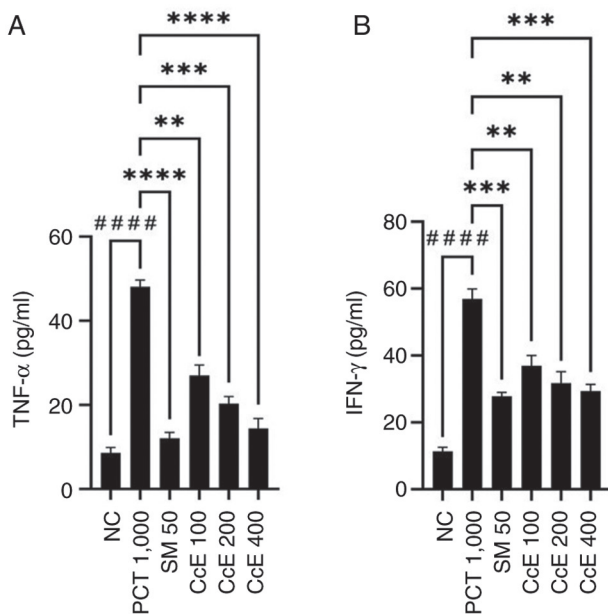 A
****
***
**
****
####
60
40
20
0
TNF-α (pg/ml)
NC
PCT 1,000
SM 50
CcE 100
CcE 200
CcE 400
B
***
**
**
***
####
80
60
40
20
0
IFN-γ (pg/ml)
NC
PCT 1,000
SM 50
CcE 100
CcE 200
CcE 400